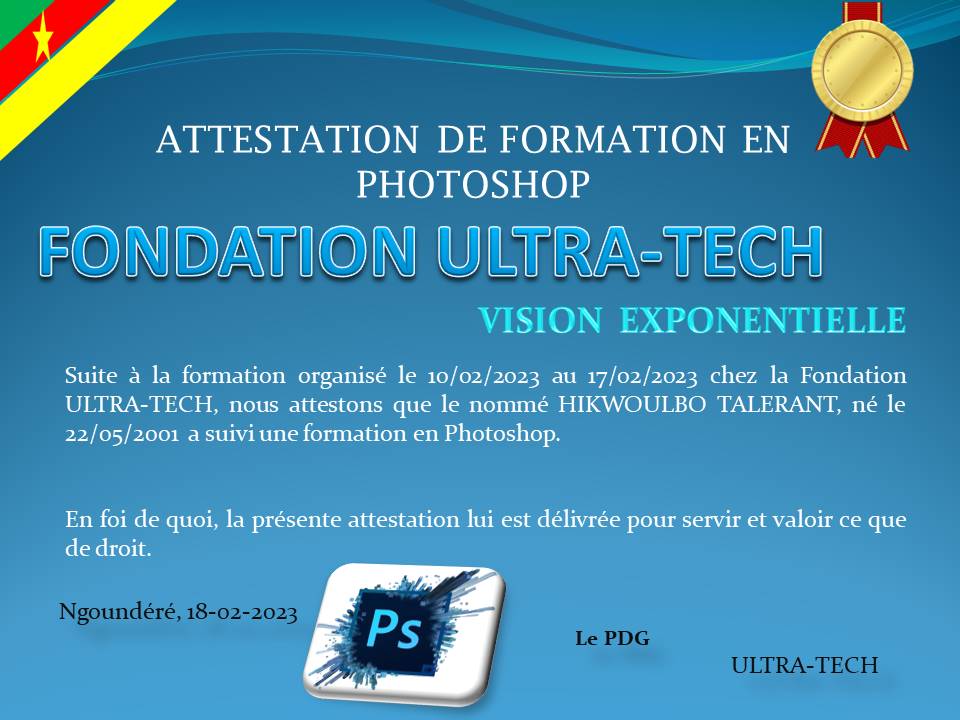 ATTESTATION DE FORMATION EN
PHOTOSHOP
FONDATION ULTRA-TECH
VISION EXPONENTIELLE
Suite à la formation organisé le 10/02/2023 au 17/02/2023 chez la Fondation
ULTRA-TECH, nous attestons que le nommé HIKWOULBO TALERANT, né le
22/05/2001 a suivi une formation en Photoshop.
En foi de quoi, la présente attestation lui est délivrée pour servir et valoir ce que
de droit.
Ngoundéré, 18-02-2023
Ps
Le PDG
ULTRA-TECH